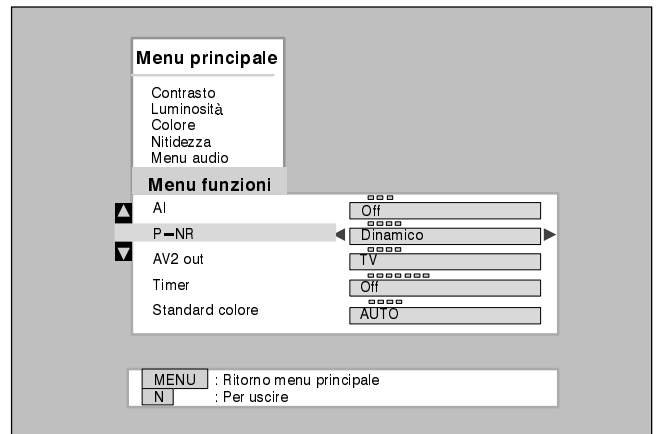 Menu principale
Contrasto
Luminosità
Colore
Nitidezza
Menu audio
Menu funzioni
AI Off
P-NR Dinamico
AV2 out TV
Timer Off
Standard colore AUTO
MENU : Ritorno menu principale
N : Per uscire